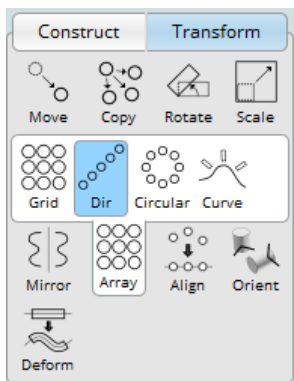 Construct Transform
Move Copy Rotate Scale
Grid Dir Circular Curve
Mirror Array Align Orient
Deform